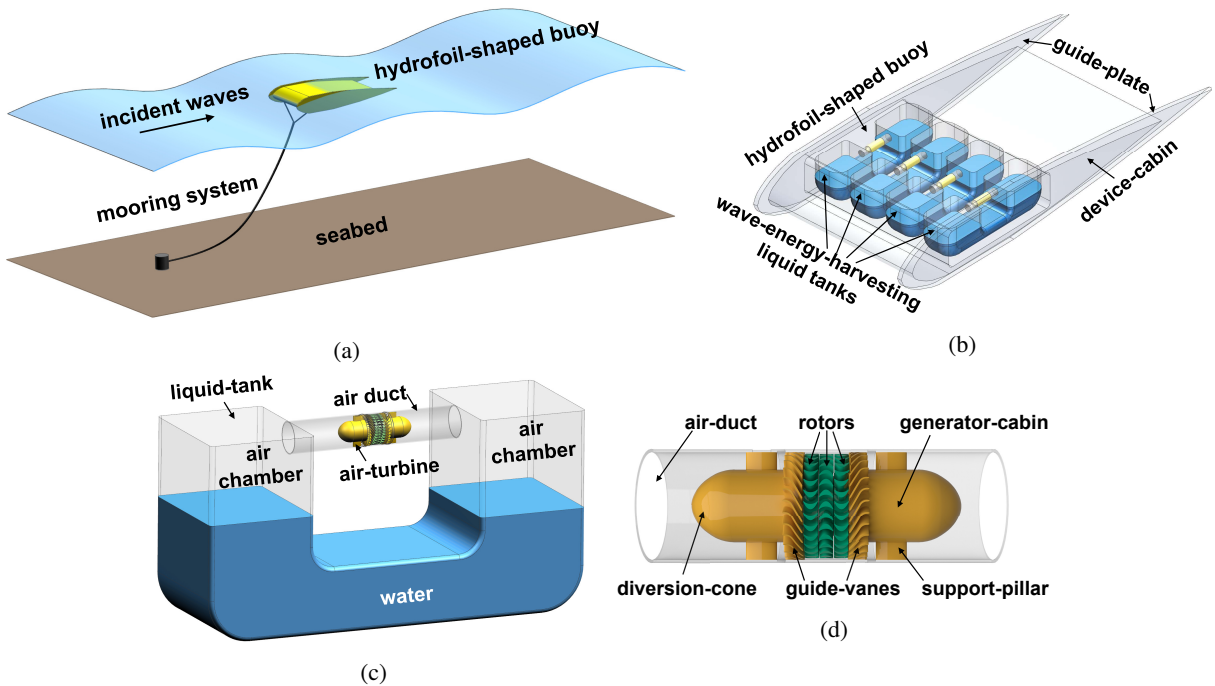 hydrofoil-shaped buoy
incident waves
mooring system
seabed
(a)
guide-plate
hydrofoil-shaped buoy
device-cabin
wave-energy-harvesting
liquid tanks
(b)
liquid-tank
air duct
air
chamber
air-turbine
air
chamber
water
(c)
air-duct
rotors
generator-cabin
diversion-cone
guide-vanes
support-pillar
(d)